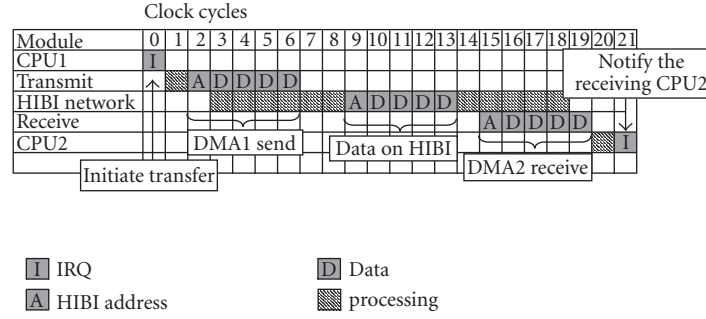 Clock cycles
Module 0 1 2 3 4 5 6 7 8 9 10 11 12 13 14 15 16 17 18 19 20 21
CPU1 I
Transmit A D D D D
HIBI network A D D D D
Receive A D D D D
CPU2 I
Notify the
receiving CPU2
DMA1 send
Data on HIBI
DMA2 receive
Initiate transfer
I IRQ
D Data
A HIBI address
processing